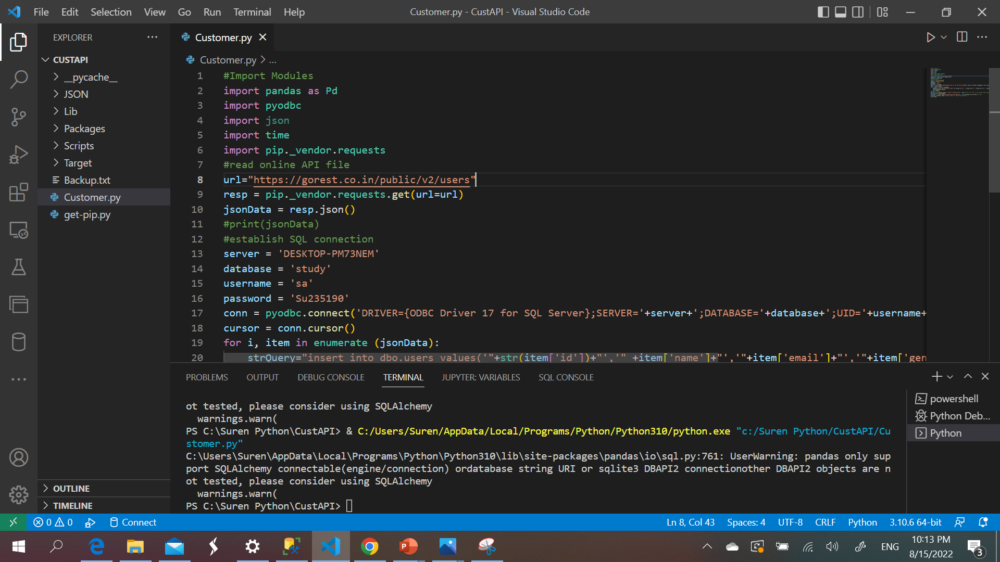 File Edit Selection View Go Run Terminal Help
Customer.py - CustAPI - Visual Studio Code
EXPLORER
Customer.py
CUSTAPI
__pycache__
JSON
Lib
Packages
Scripts
Target
Backup.txt
Customer.py
get-pip.py
OUTLINE
TIMELINE
Customer.py > ...
1 #Import Modules
2 import pandas as Pd
3 import pyodbc
4 import json
5 import time
6 import pip._vendor.requests
7 #read online API file
8 url="https://gorest.co.in/public/v2/users"
9 resp = pip._vendor.requests.get(url=url)
10 jsonData = resp.json()
11 #print(jsonData)
12 #establish SQL connection
13 server = 'DESKTOP-PM73NEM'
14 database = 'study'
15 username = 'sa'
16 password = 'Su235190'
17 conn = pyodbc.connect('DRIVER={ODBC Driver 17 for SQL Server};SERVER='+server+';DATABASE='+database+';UID='+username+
18 cursor = conn.cursor()
19 for i, item in enumerate (jsonData):
20 strQuery="insert into dbo.users values('"+str(item['id'])+"','" +item['name']+"','"+item['email']+"','"+item['gen
PROBLEMS OUTPUT DEBUG CONSOLE TERMINAL JUPYTER: VARIABLES SQL CONSOLE
ot tested, please consider using SQLAlchemy
warnings.warn(
PS C:\Suren Python\CustAPI> & C:/Users/Suren/AppData/Local/Programs/Python/Python310/python.exe "c:/Suren Python/CustAPI/Cu
stomer.py"
C:\Users\Suren\AppData\Local\Programs\Python\Python310\lib\site-packages\pandas\io\sql.py:761: UserWarning: pandas only sup
port SQLAlchemy connectable(engine/connection) ordatabase string URI or sqlite3 DBAPI2 connectionother DBAPI2 objects are n
ot tested, please consider using SQLAlchemy
warnings.warn(
PS C:\Suren Python\CustAPI>
powershell
Python Deb...
Python
0 0 Connect
Ln 8, Col 43 Spaces: 4 UTF-8 CRLF Python 3.10.6 64-bit
ENG
10:13 PM
8/15/2022
3